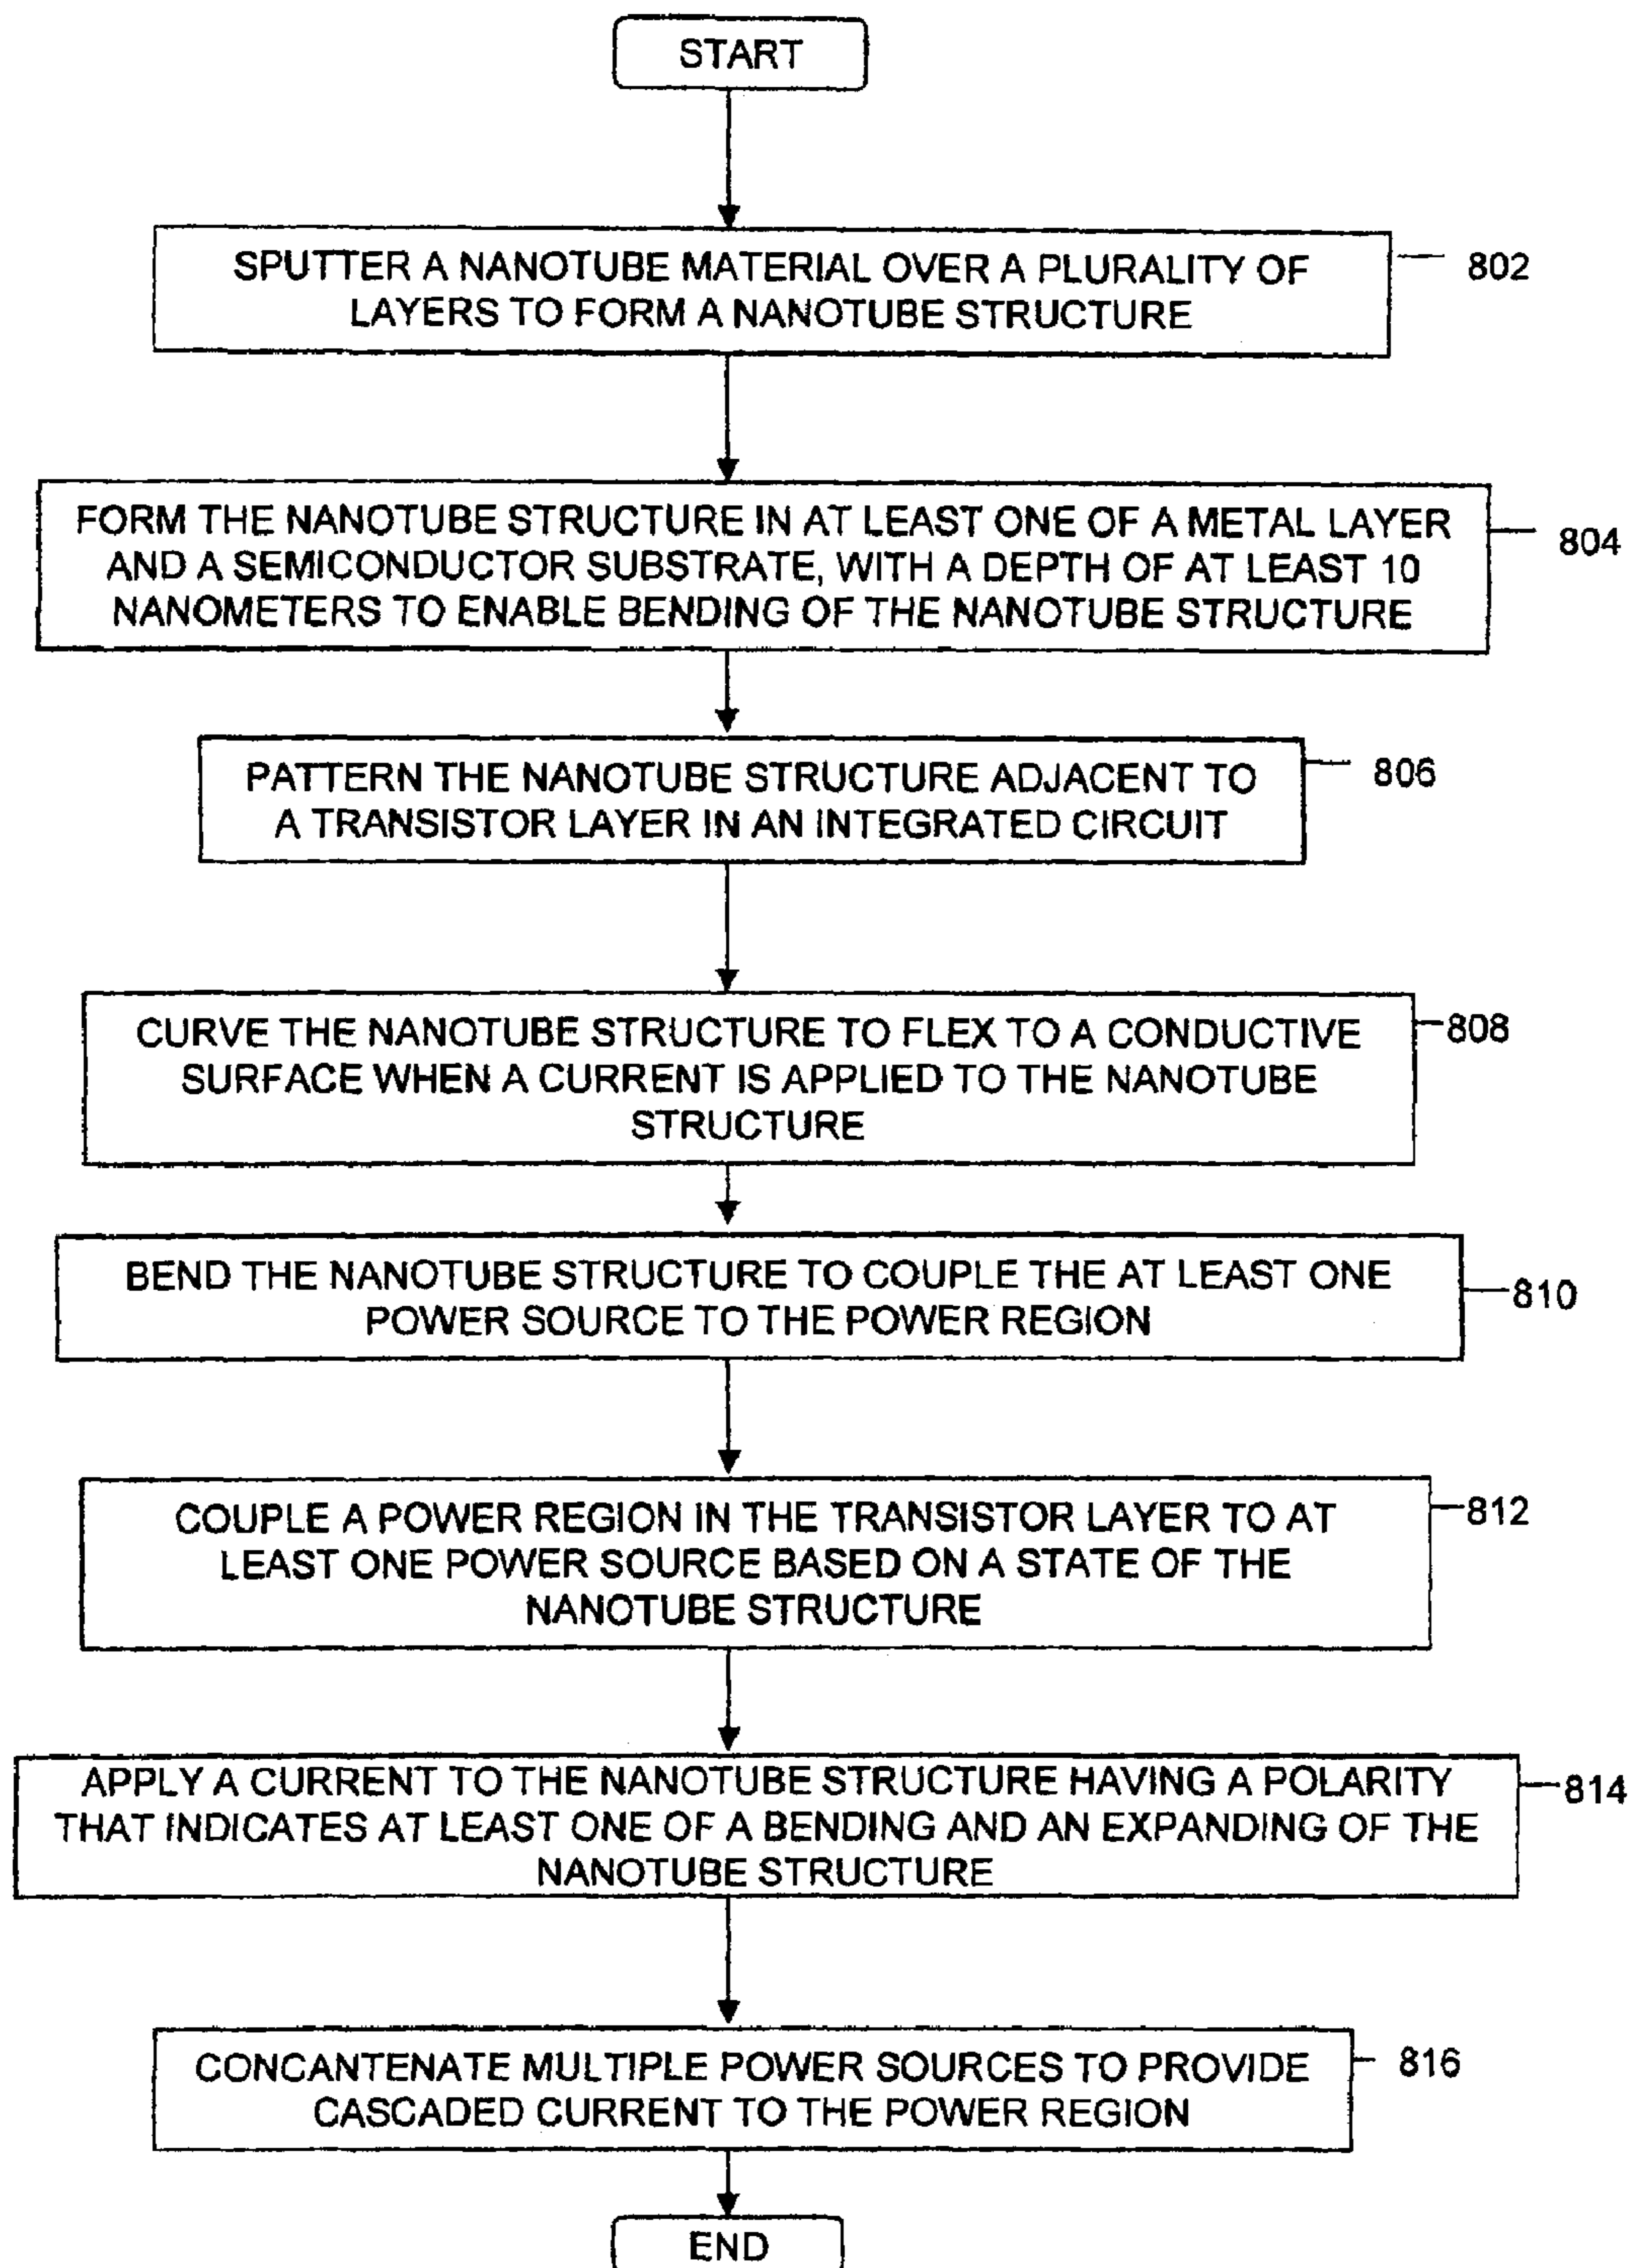 START
SPUTTER A NANOTUBE MATERIAL OVER A PLURALITY OF
LAYERS TO FORM A NANOTUBE STRUCTURE
802
FORM THE NANOTUBE STRUCTURE IN AT LEAST ONE OF A METAL LAYER
AND A SEMICONDUCTOR SUBSTRATE, WITH A DEPTH OF AT LEAST 10
NANOMETERS TO ENABLE BENDING OF THE NANOTUBE STRUCTURE
804
PATTERN THE NANOTUBE STRUCTURE ADJACENT TO
A TRANSISTOR LAYER IN AN INTEGRATED CIRCUIT
806
CURVE THE NANOTUBE STRUCTURE TO FLEX TO A CONDUCTIVE
SURFACE WHEN A CURRENT IS APPLIED TO THE NANOTUBE
STRUCTURE
808
BEND THE NANOTUBE STRUCTURE TO COUPLE THE AT LEAST ONE
POWER SOURCE TO THE POWER REGION
810
COUPLE A POWER REGION IN THE TRANSISTOR LAYER TO AT
LEAST ONE POWER SOURCE BASED ON A STATE OF THE
NANOTUBE STRUCTURE
812
APPLY A CURRENT TO THE NANOTUBE STRUCTURE HAVING A POLARITY
THAT INDICATES AT LEAST ONE OF A BENDING AND AN EXPANDING OF THE
NANOTUBE STRUCTURE
814
CONCANTENATE MULTIPLE POWER SOURCES TO PROVIDE
CASCADED CURRENT TO THE POWER REGION
816
END